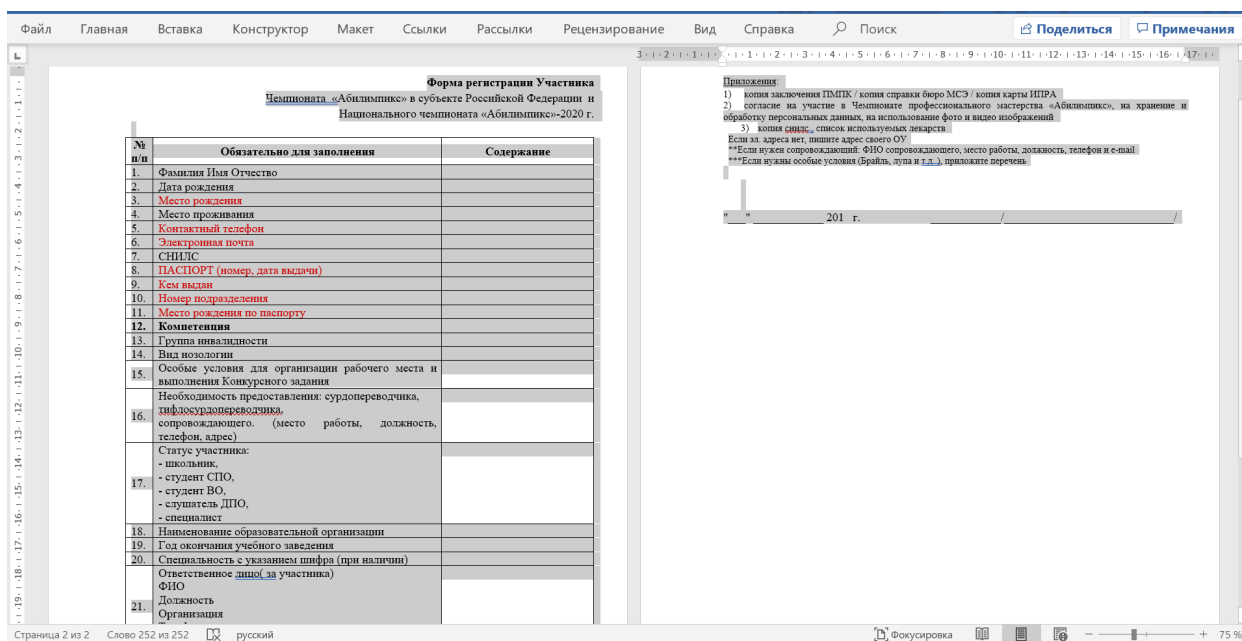 Файл Главная Вставка Конструктор Макет Ссылки Рассылки Рецензирование Вид Справка Поиск Поделиться Примечания
Форма регистрации Участника
Чемпионата «Абилимпикс» в субъекте Российской Федерации и
Национального чемпионата «Абилимпикс»-2020 г.
№ п/п Обязательно для заполнения Содержание
1. Фамилия Имя Отчество
2. Дата рождения
3. Место рождения
4. Место проживания
5. Контактный телефон
6. Электронная почта
7. СНИЛС
8. ПАСПОРТ (номер, дата выдачи)
9. Кем выдан
10. Номер подразделения
11. Место рождения по паспорту
12. Компетенция
13. Группа инвалидности
14. Вид нозологии
15. Особые условия для организации рабочего места и
выполнения Конкурсного задания
16. Необходимость предоставления: сурдопереводчика,
тифлосурдопереводчика,
сопровождающего. (место работы, должность,
телефон, адрес)
17. Статус участника:
- школьник,
- студент СПО,
- студент ВО,
- слушатель ДПО,
- специалист
18. Наименование образовательной организации
19. Год окончания учебного заведения
20. Специальность с указанием шифра (при наличии)
21. Ответственное лицо( за участника)
ФИО
Должность
Организация
Приложения:
1) копия заключения ПМПК / копия справки бюро МСЭ / копия карты ИПРА
2) согласие на участие в Чемпионате профессионального мастерства «Абилимпикс», на хранение и
обработку персональных данных, на использование фото и видео изображений
3) копия снилс , список используемых лекарств
Если эл. адреса нет, пишите адрес своего ОУ
**Если нужен сопровождающий: ФИО сопровождающего, место работы, должность, телефон и e-mail
***Если нужны особые условия (Брайль, лупа и т.д..), приложите перечень
"___" ____________ 201 г. ___________/___________________________/
Страница 2 из 2 Слово 252 из 252 русский Фокусировка 75 %